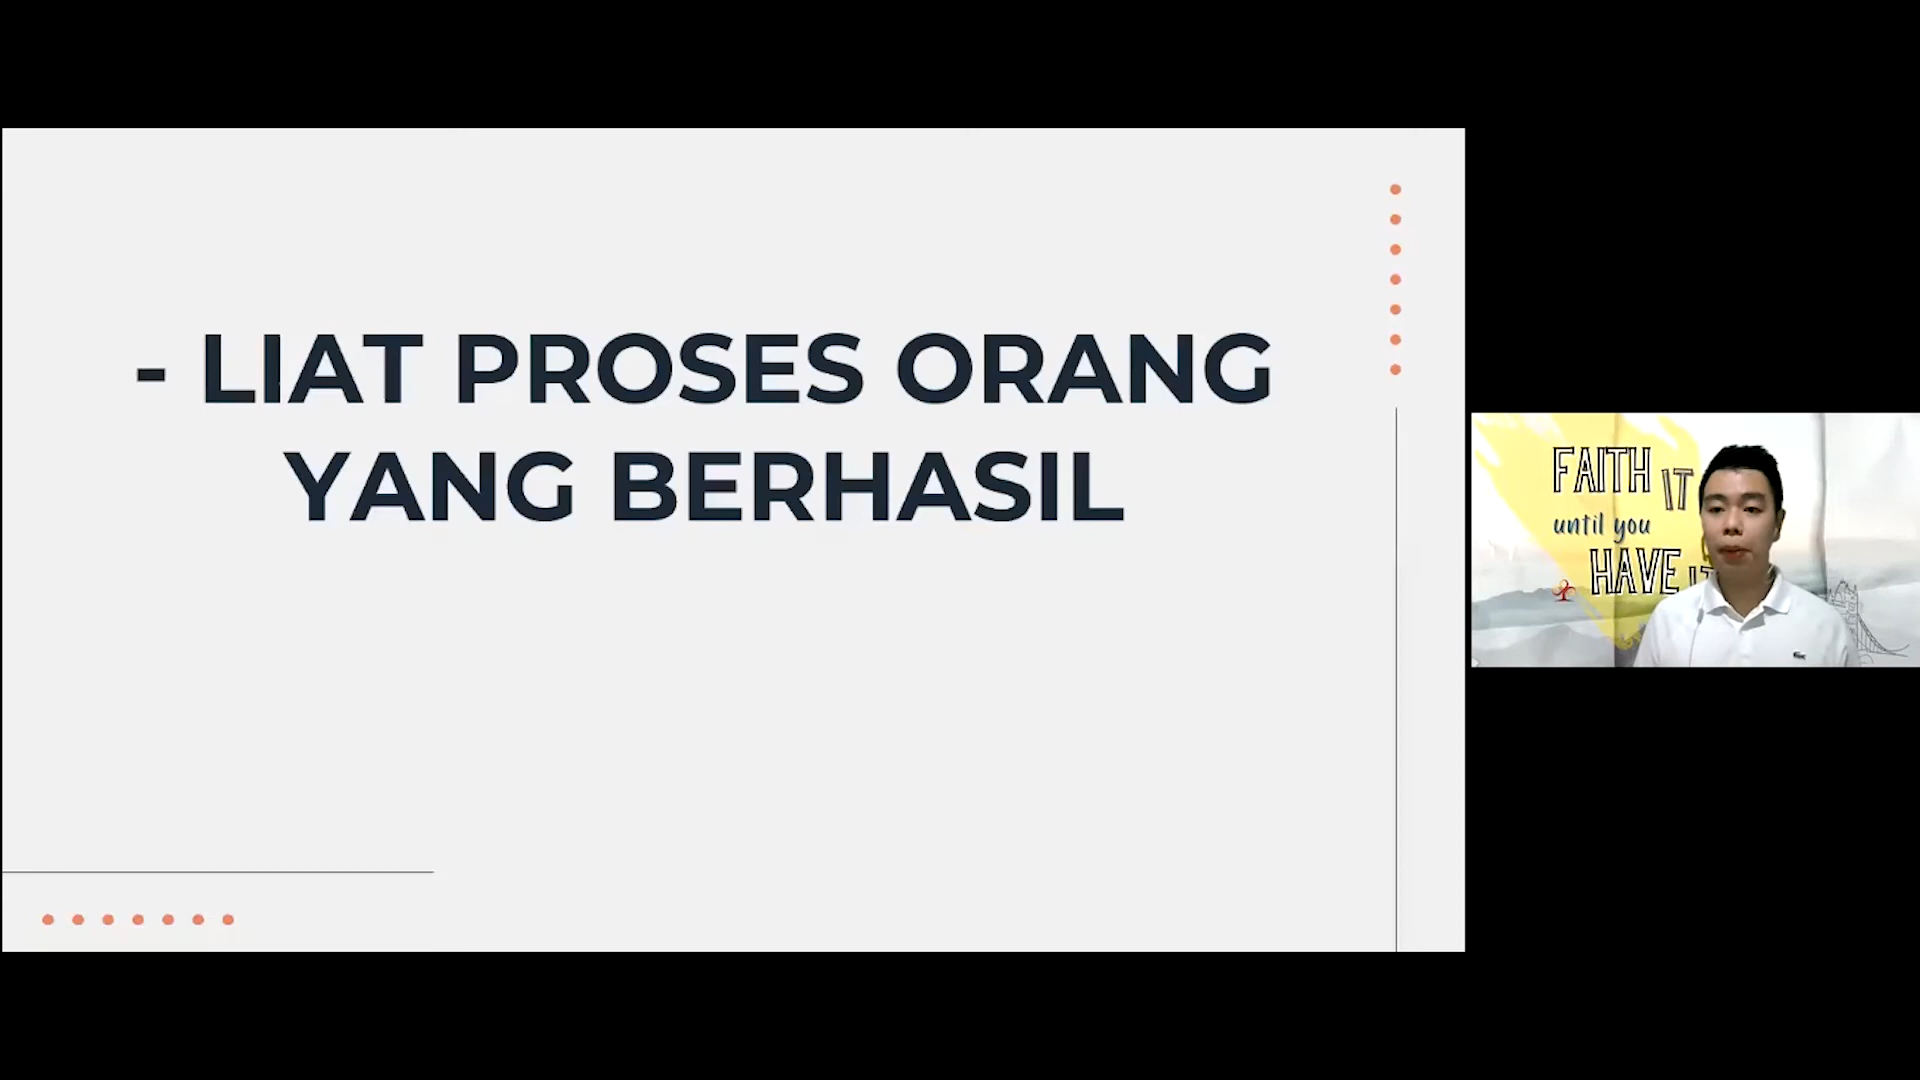 - LIAT PROSES ORANG
YANG BERHASIL
FAITH IT
until you
HAVE IT